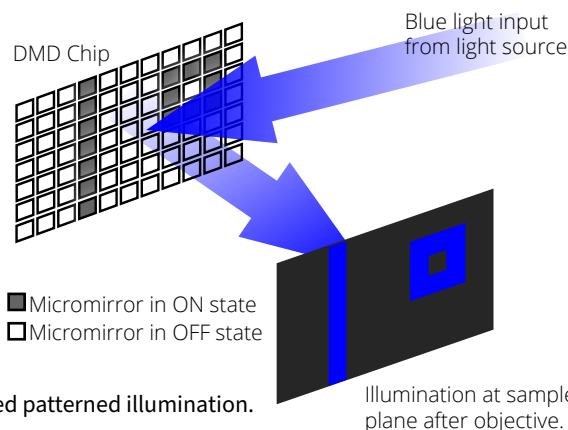 Blue light input
from light source
DMD Chip
Micromirror in ON state
Micromirror in OFF state
ed patterned illumination.
Illumination at sample
plane after objective.